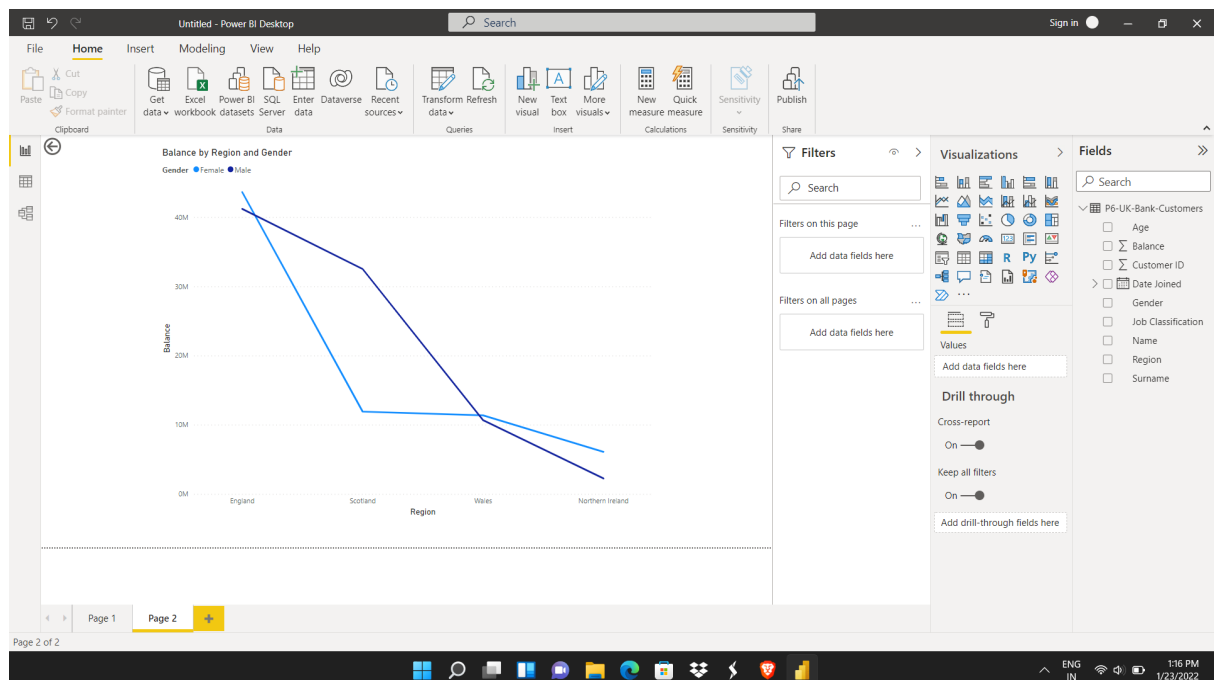 Untitled - Power BI Desktop
Search
Sign in
File Home Insert Modeling View Help
Paste
Cut
Copy
Format painter
Clipboard
Get data
Excel workbook
Power BI datasets
SQL Server
Enter data
Dataverse
Recent sources
Data
Transform data
Refresh
Queries
New visual
Text box
More visuals
Insert
New measure
Quick measure
Calculations
Sensitivity
Sensitivity
Publish
Share
Balance by Region and Gender
Gender Female Male
40M
30M
20M
10M
0M
Balance
England Scotland Wales Northern Ireland
Region
Filters
Search
Filters on this page ...
Add data fields here
Filters on all pages ...
Add data fields here
Visualizations
123
R Py
...
Values
Add data fields here
Drill through
Cross-report
On
Keep all filters
On
Add drill-through fields here
Fields
Search
P6-UK-Bank-Customers
Age
∑ Balance
∑ Customer ID
Date Joined
Gender
Job Classification
Name
Region
Surname
Page 1 Page 2 +
Page 2 of 2
ENG
IN
1:16 PM
1/23/2022